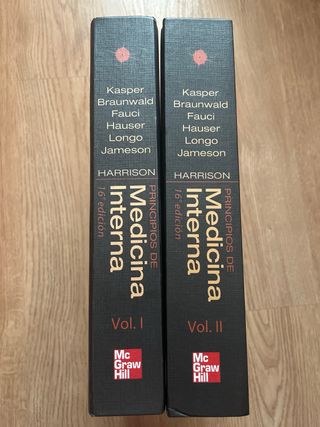 Kasper
Braunwald
Fauci
Hauser
Longo
Jameson
HARRISON
PRINCIPIOS DE
Medicina
Interna
16ª edición
Vol. I
Mc
Graw
Hill
Kasper
Braunwald
Fauci
Hauser
Longo
Jameson
HARRISON
PRINCIPIOS DE
Medicina
Interna
16ª edición
Vol. II
Mc
Graw
Hill